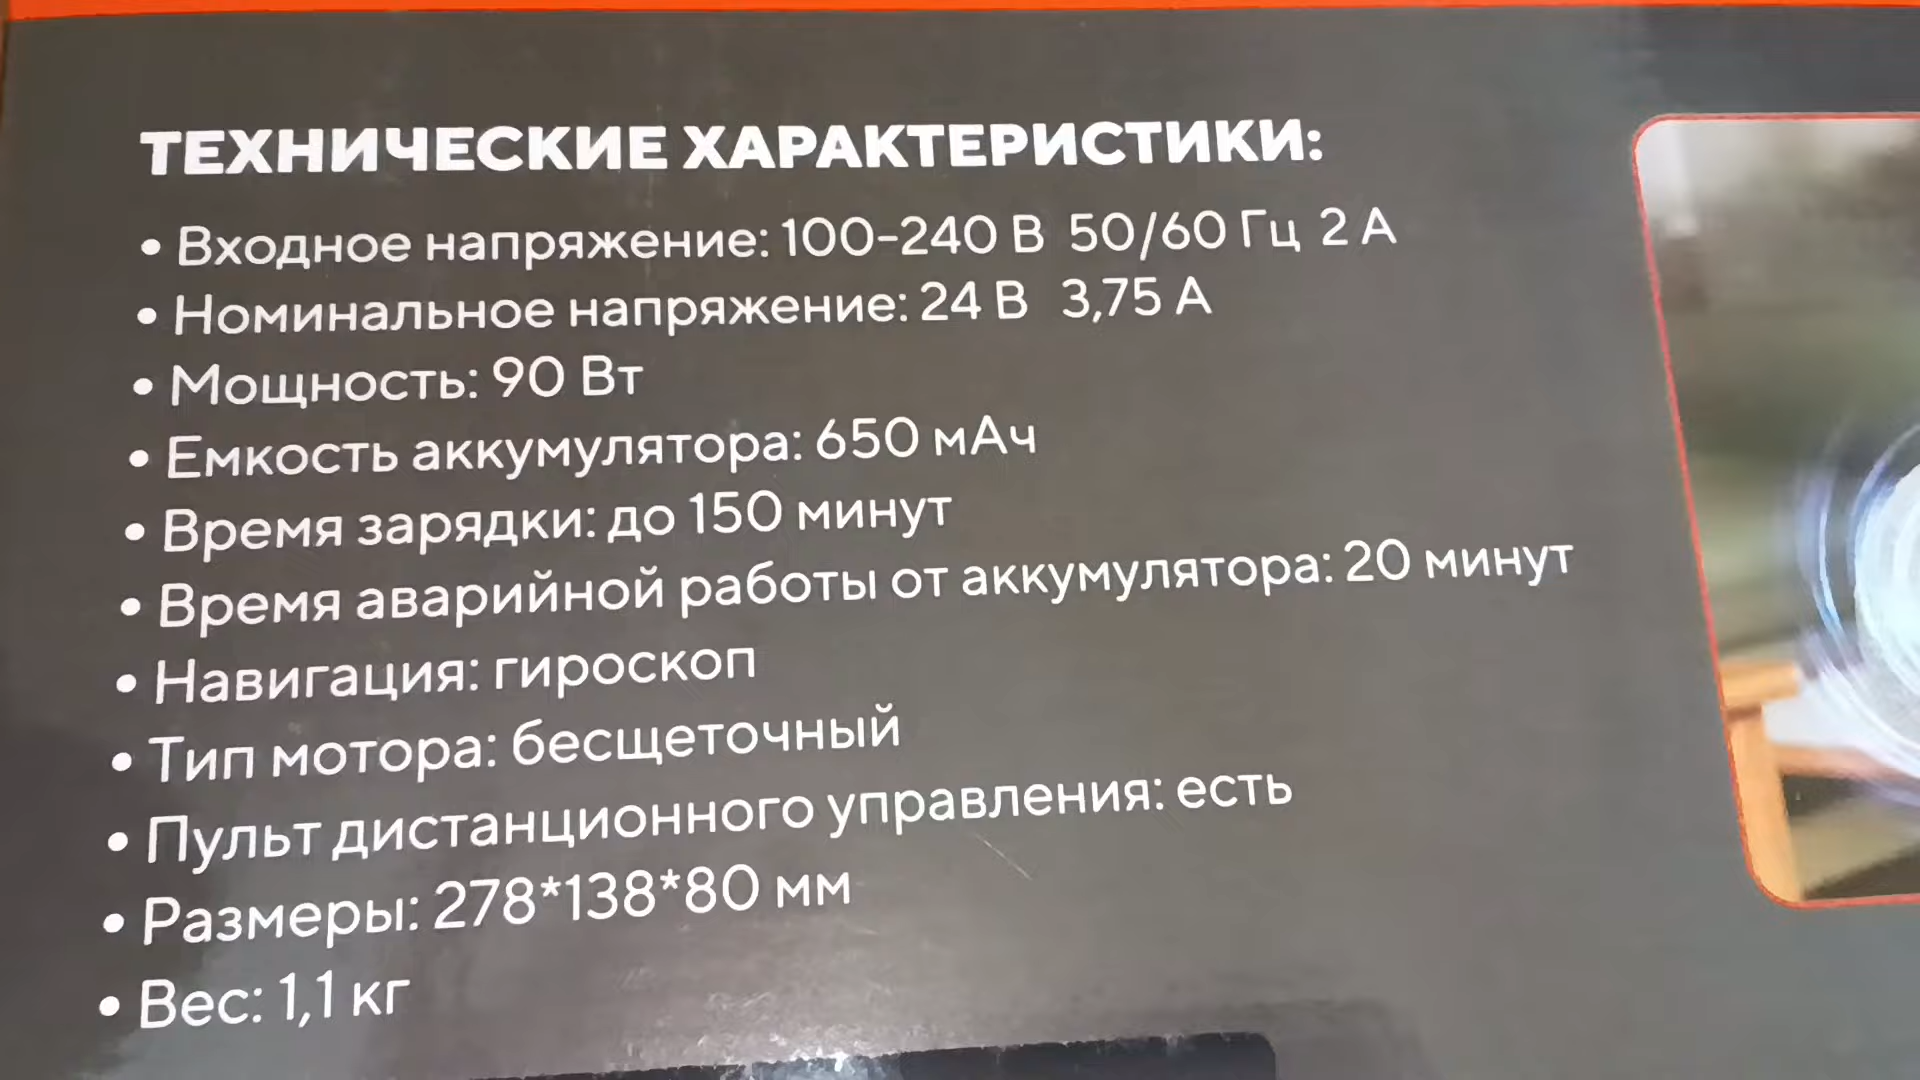 ТЕХНИЧЕСКИЕ ХАРАКТЕРИСТИКИ:
• Входное напряжение: 100-240 В 50/60 Гц 2 А
• Номинальное напряжение: 24 В 3,75 А
• Мощность: 90 Вт
• Емкость аккумулятора: 650 мАч
• Время зарядки: до 150 минут
• Время аварийной работы от аккумулятора: 20 минут
• Навигация: гироскоп
• Тип мотора: бесщеточный
• Пульт дистанционного управления: есть
• Размеры: 278*138*80 мм
• Вес: 1,1 кг